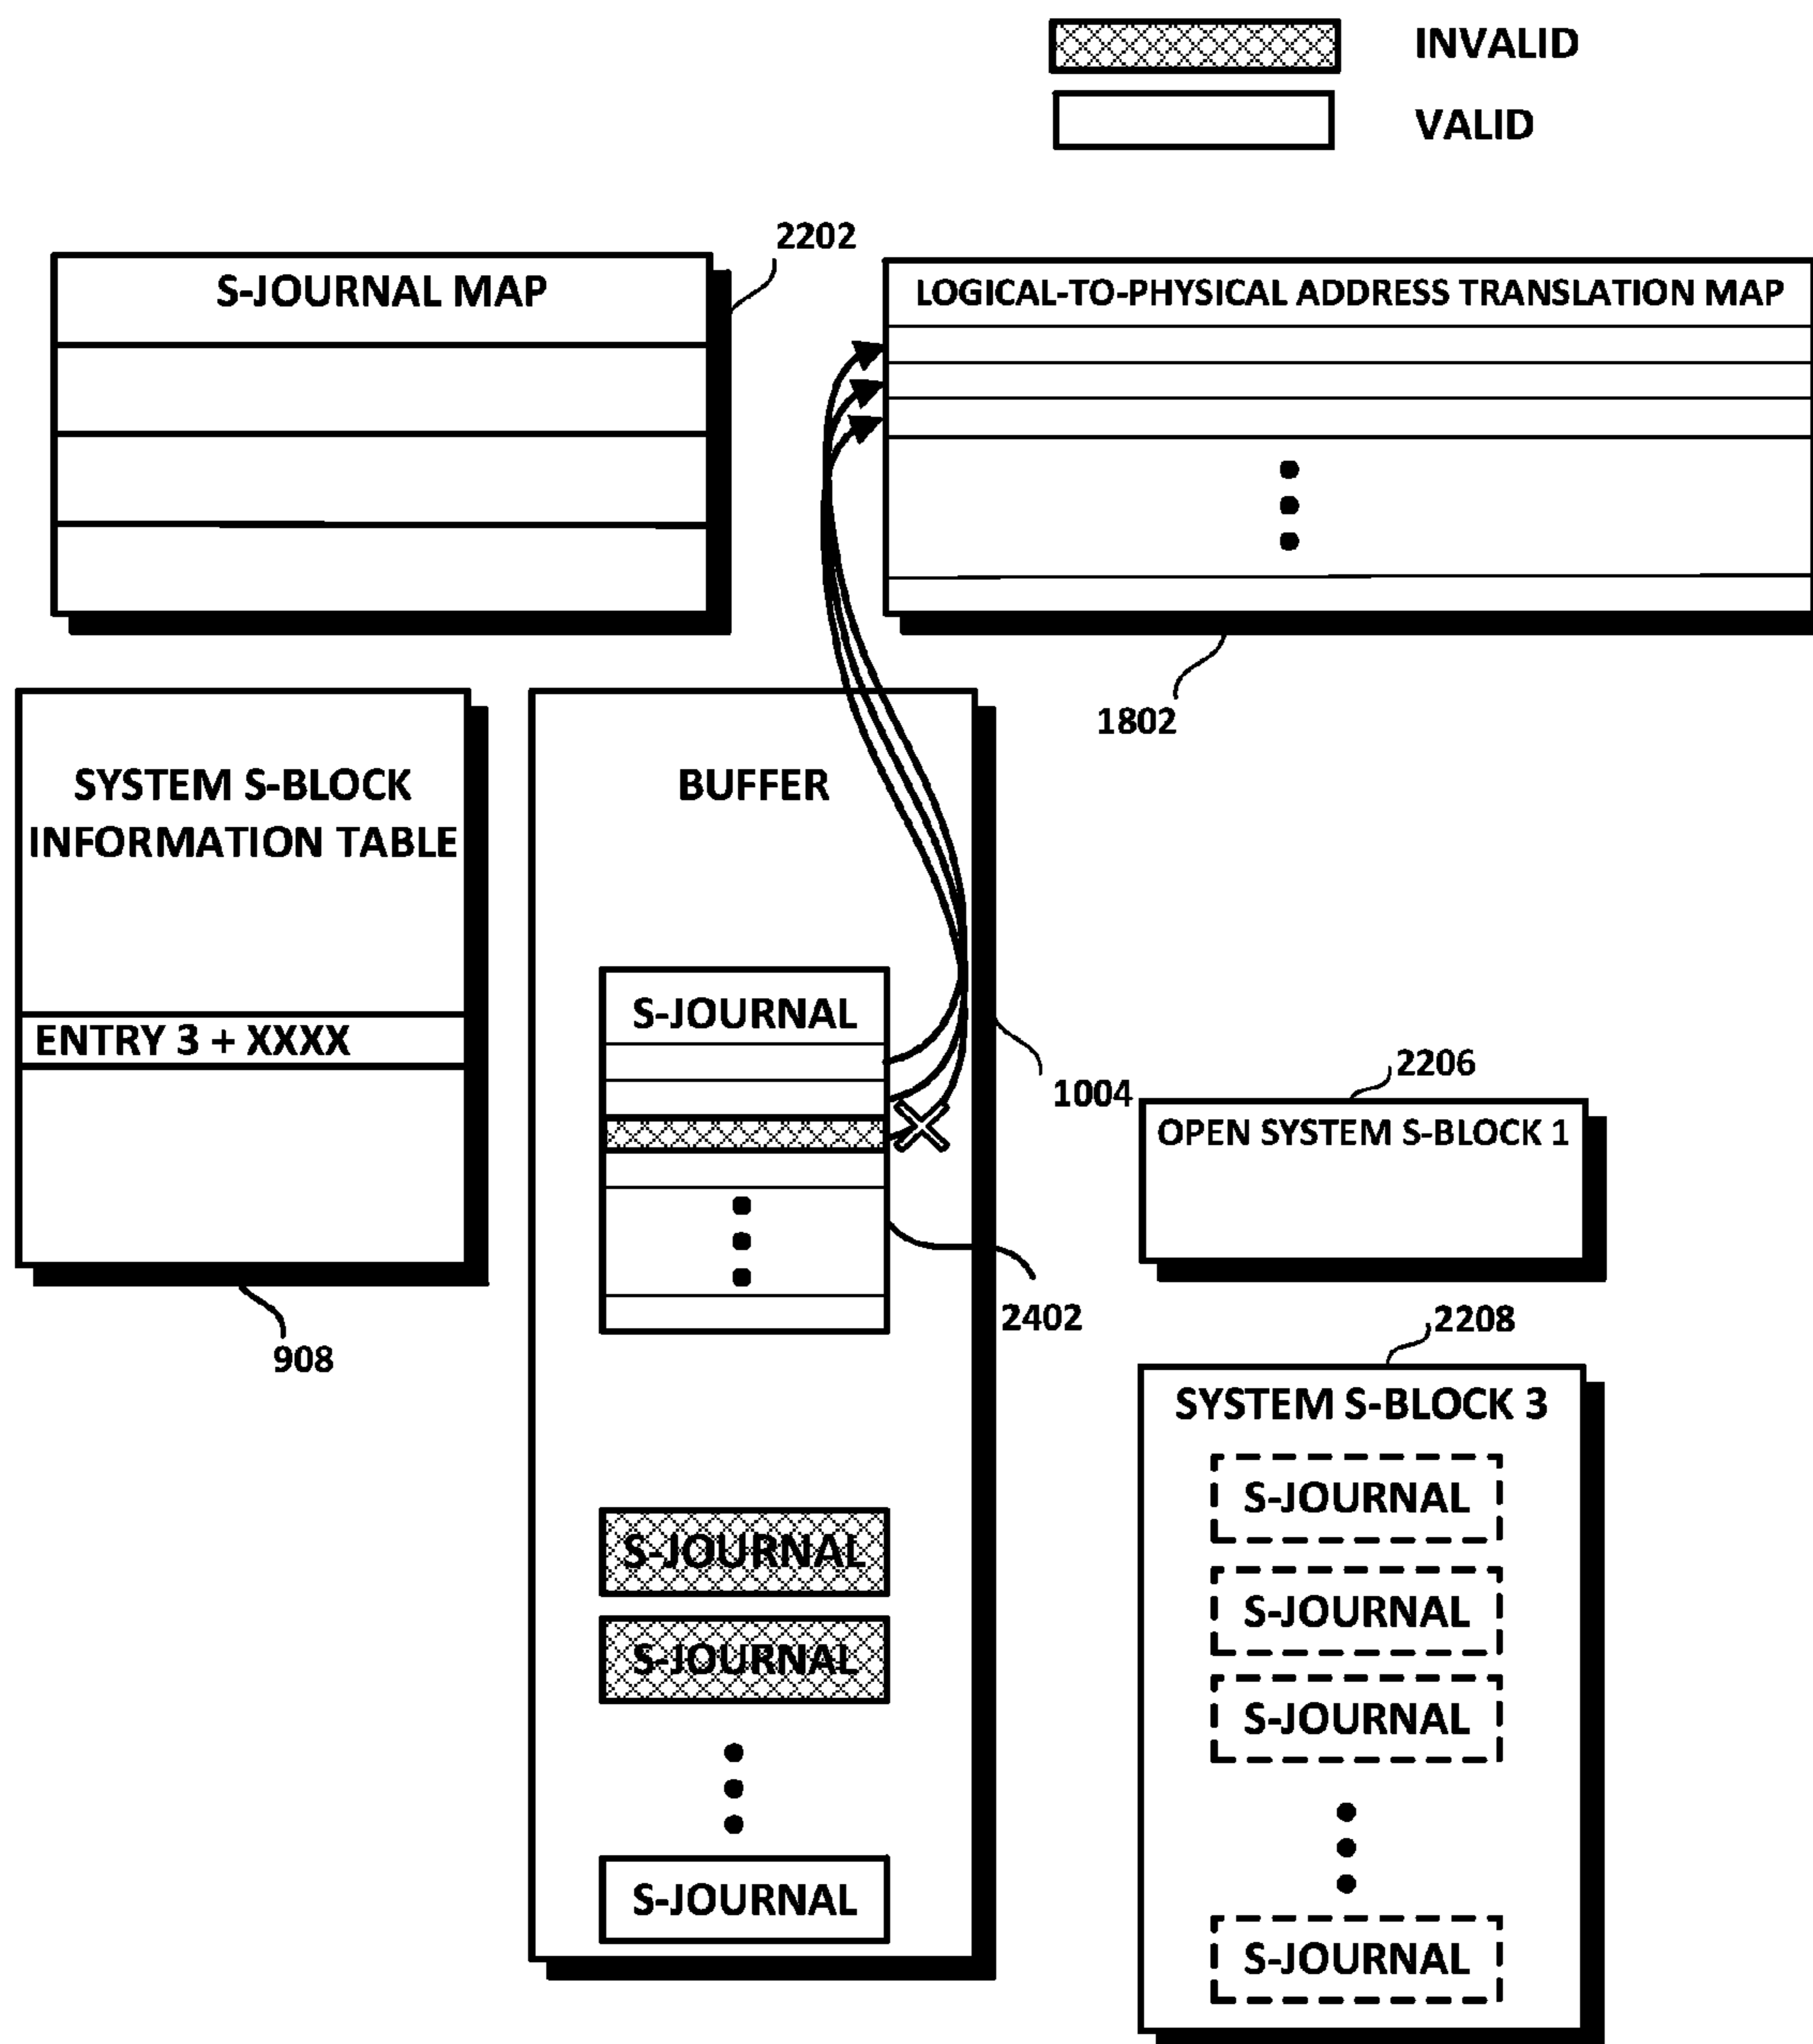 INVALID
VALID
2202
S-JOURNAL MAP
LOGICAL-TO-PHYSICAL ADDRESS TRANSLATION MAP
1802
SYSTEM S-BLOCK
INFORMATION TABLE
ENTRY 3 + XXXX
908
BUFFER
S-JOURNAL
1004
2402
S-JOURNAL
S-JOURNAL
S-JOURNAL
2206
OPEN SYSTEM S-BLOCK 1
2208
SYSTEM S-BLOCK 3
S-JOURNAL
S-JOURNAL
S-JOURNAL
S-JOURNAL